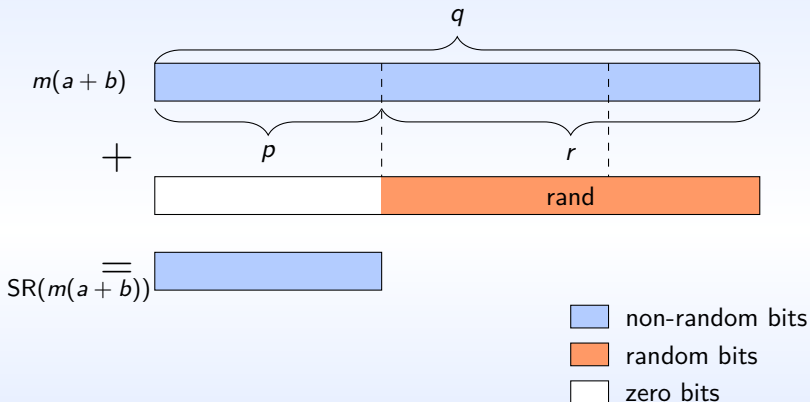 q
m(a + b)
p
r
+
rand
=
SR(m(a + b))
non-random bits
random bits
zero bits